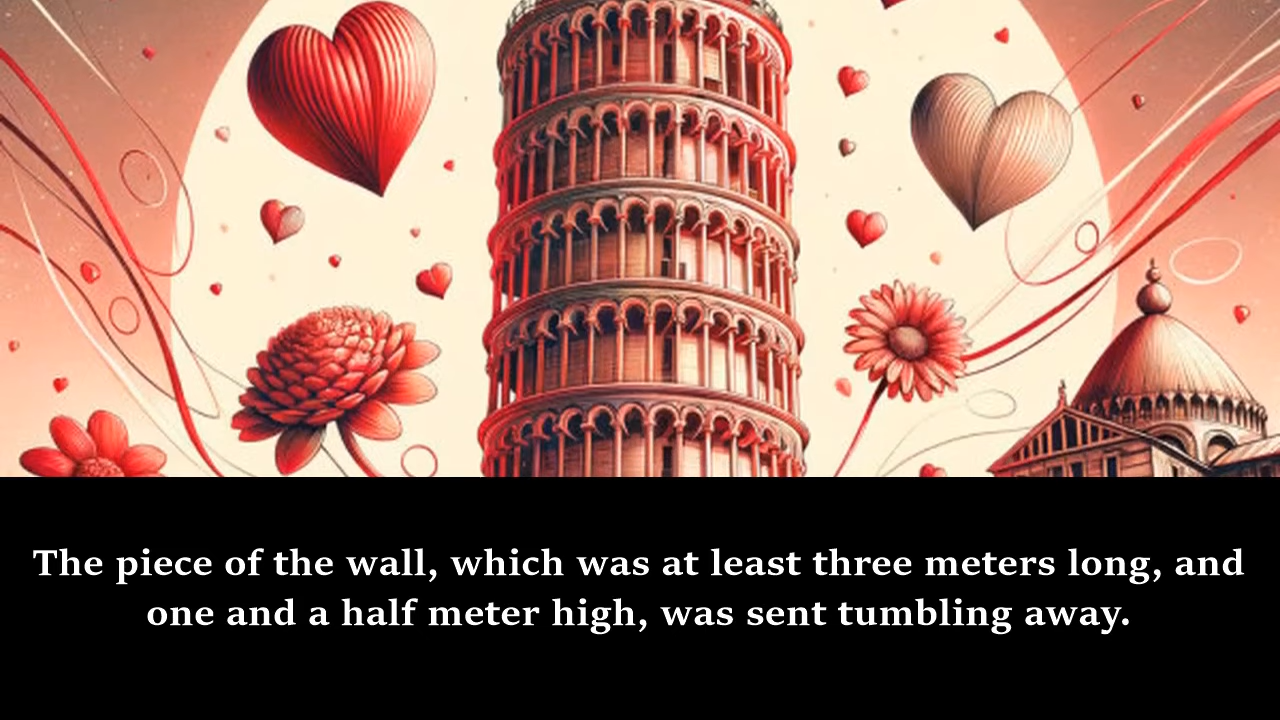 The piece of the wall, which was at least three meters long, and
one and a half meter high, was sent tumbling away.